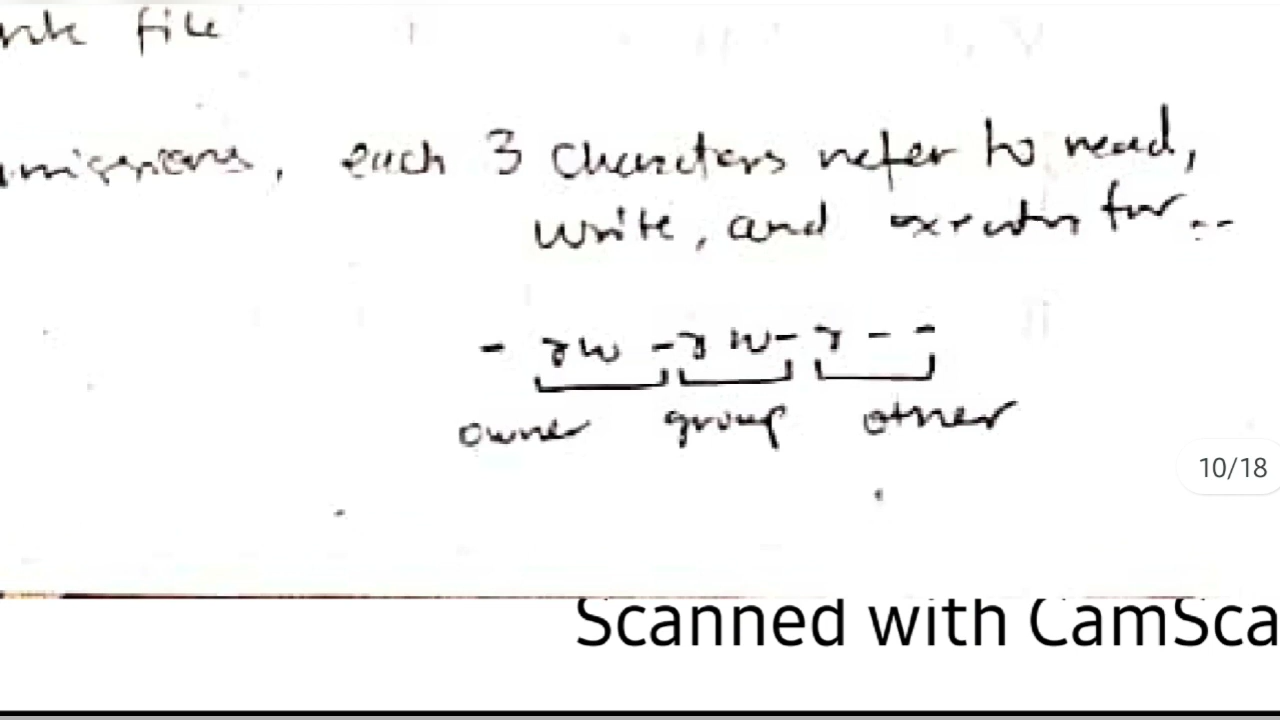 file
each 3 characters refer to read,
write, and for..
- rw -rw- r - -
owner group other
10/18
Scanned with CamSca